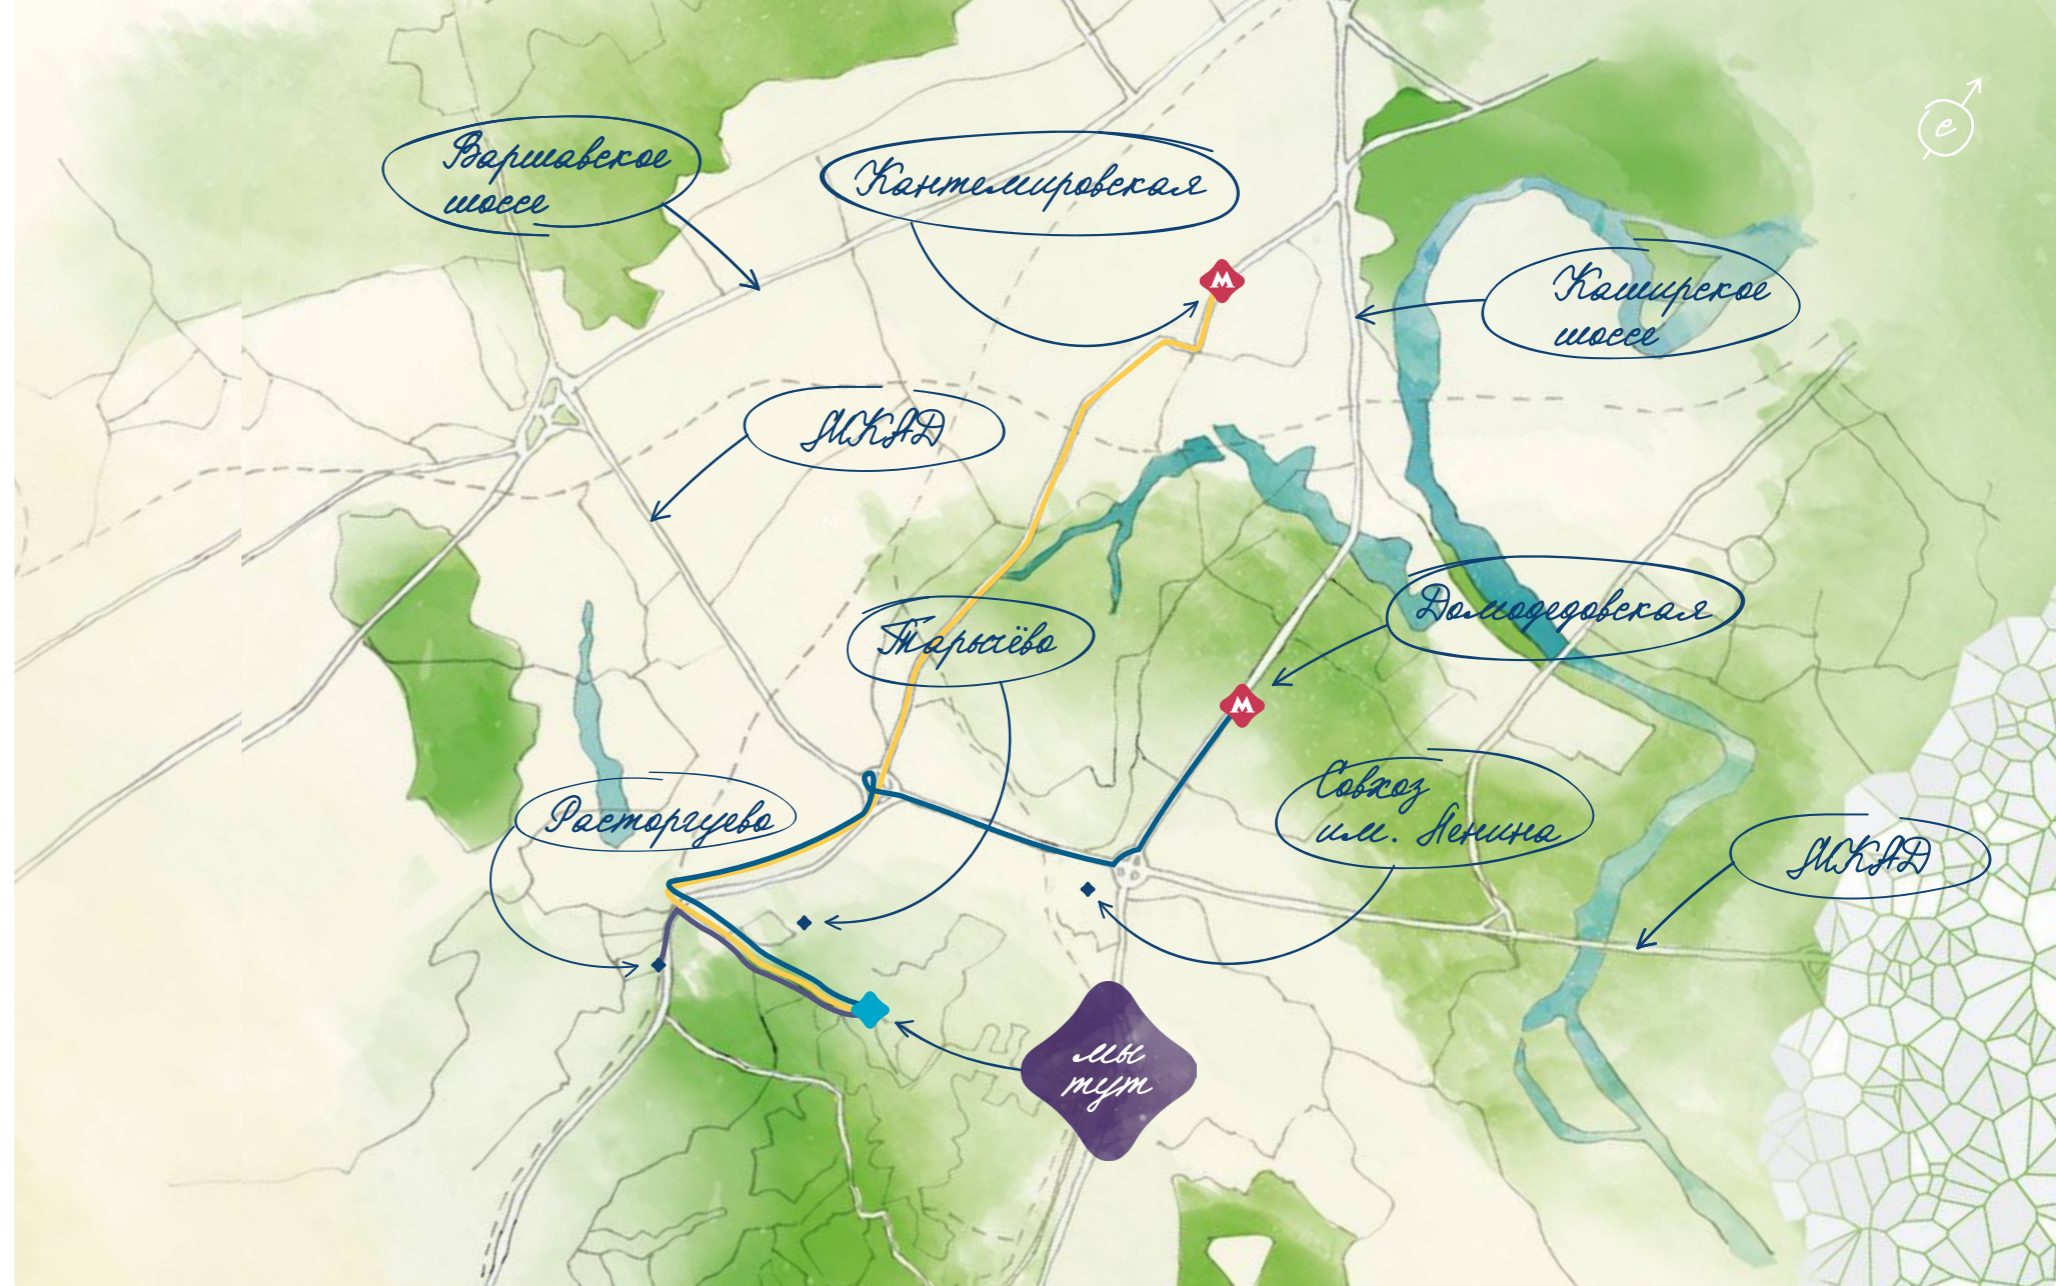 Варшавское
шоссе
Кантемировская
е
М
Каширское
шоссе
МКАД
М
Домодедовская
Тарычёво
М
Совхоз
им. Ленина
Расторгуево
МКАД
мы
тут